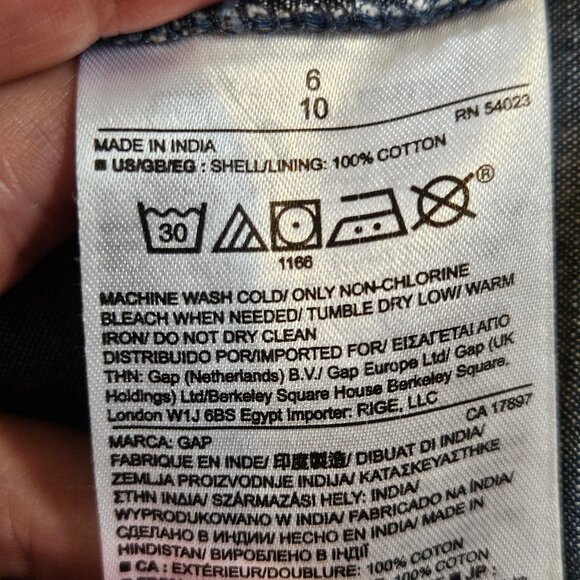 6
10
RN 54023
MADE IN INDIA
■ US/GB/EG : SHELL/LINING: 100% COTTON
30
®
1166
MACHINE WASH COLD/ ONLY NON-CHLORINE
BLEACH WHEN NEEDED/ TUMBLE DRY LOW/ WARM
IRON/ DO NOT DRY CLEAN
DISTRIBUIDO POR/IMPORTED FOR/ ΕΙΣΑΓΕΤΑΙ ΑΠΟ
ΤΗΝ: Gap (Netherlands) B.V./ Gap Europe Ltd/ Gap (UK
Holdings) Ltd/Berkeley Square House Berkeley Square,
London W1J 6BS Egypt Importer: RIGE, LLC
CA 17897
MARCA: GAP
FABRIQUE EN INDE/ 印度製造/ DIBUAT DI INDIA/
ZEMLJA PROIZVODNJE INDIJA/ ΚΑΤΑΣΚΕΥΑΣΤΗΚΕ
ΣΤΗΝ ΙΝΔΙΑ/ SZÁRMAZÁSI HELY: INDIA/
WYPRODUKOWANO W INDIA/ FABRICADO NA ÍNDIA/
СДЕЛАНО В ИНДИИ/ HECHO EN INDIA/ MADE IN
HINDISTAN/ ВИРОБЛЕНО В ІНДІЇ
■ CA : EXTÉRIEUR/DOUBLURE: 100% COTON